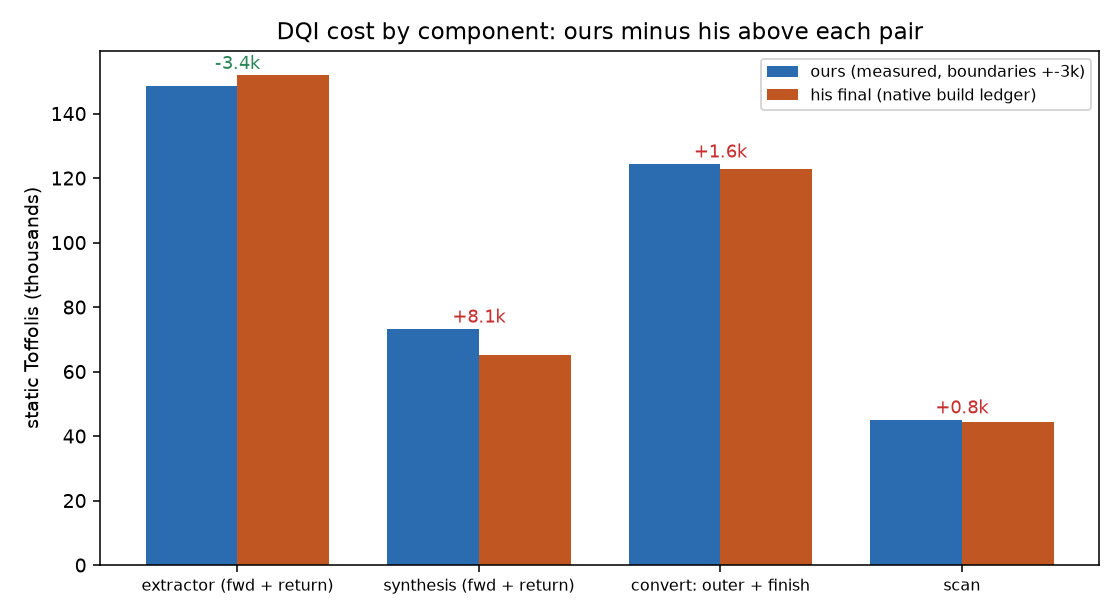 DQI cost by component: ours minus his above each pair
ours (measured, boundaries +-3k)
his final (native build ledger)
static Toffolis (thousands)
140
120
100
80
60
40
20
0
-3.4k
+8.1k
+1.6k
+0.8k
extractor (fwd + return)
synthesis (fwd + return)
convert: outer + finish
scan